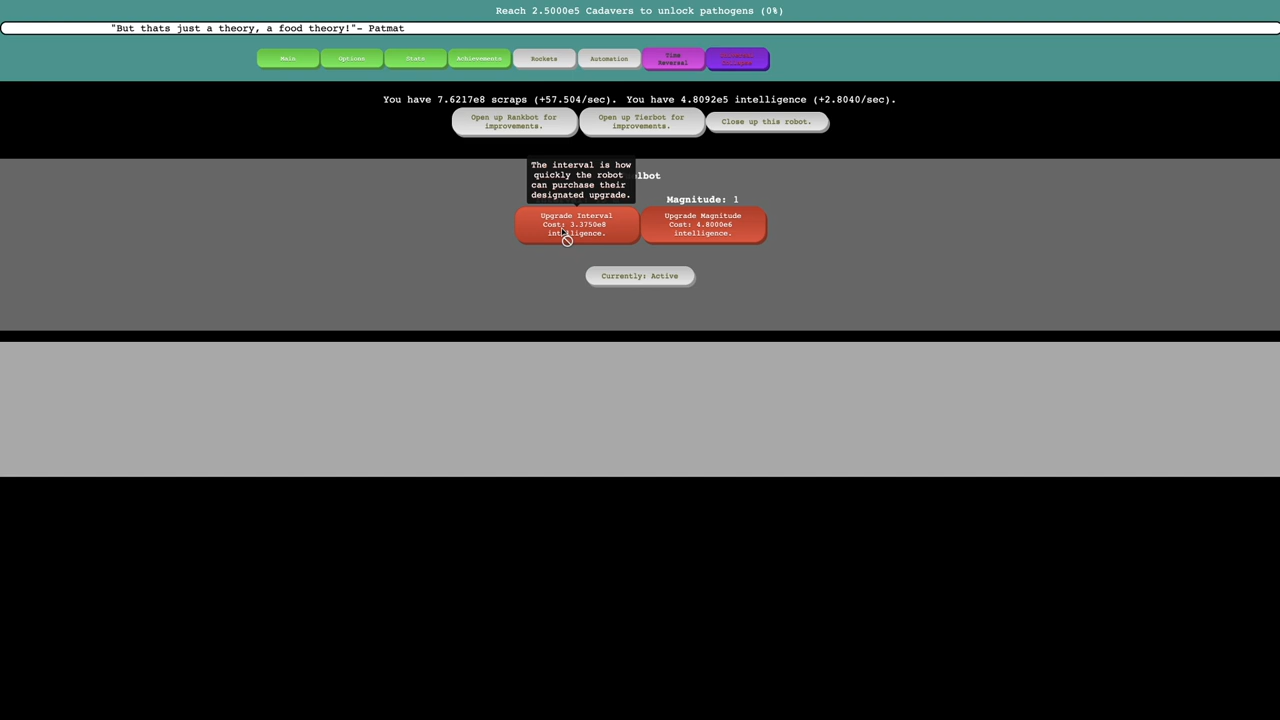 Reach 2.5000e5 Cadavers to unlock pathogens (0%)
"But thats just a theory, a food theory!"- Patmat
Main
Options
Stats
Achievements
Rockets
Automation
Time
Reversal
Universal
Collapse
You have 7.6217e8 scraps (+57.504/sec). You have 4.8092e5 intelligence (+2.8040/sec).
Open up Rankbot for
improvements.
Open up Tierbot for
improvements.
Close up this robot.
The interval is how
quickly the robot
can purchase their
designated upgrade.
elbot
Magnitude: 1
Upgrade Interval
Cost: 3.3750e8
intelligence.
Upgrade Magnitude
Cost: 4.8000e6
intelligence.
Currently: Active